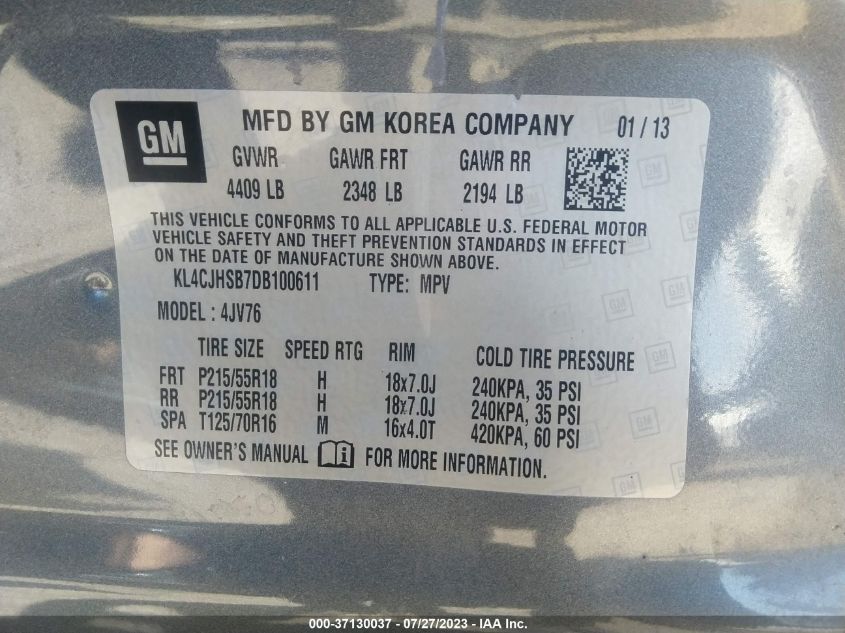 GM MFD BY GM KOREA COMPANY 01 / 13
GVWR GAWR FRT GAWR RR
4409 LB 2348 LB 2194 LB
THIS VEHICLE CONFORMS TO ALL APPLICABLE U.S. FEDERAL MOTOR
VEHICLE SAFETY AND THEFT PREVENTION STANDARDS IN EFFECT
ON THE DATE OF MANUFACTURE SHOWN ABOVE.
KL4CJHSB7DB100611 TYPE: MPV
MODEL : 4JV76
TIRE SIZE SPEED RTG RIM COLD TIRE PRESSURE
FRT P215/55R18 H 18x7.0J 240KPA, 35 PSI
RR P215/55R18 H 18x7.0J 240KPA, 35 PSI
SPA T125/70R16 M 16x4.0T 420KPA, 60 PSI
SEE OWNER'S MANUAL i FOR MORE INFORMATION.
000-37130037 - 07/27/2023 - IAA Inc.